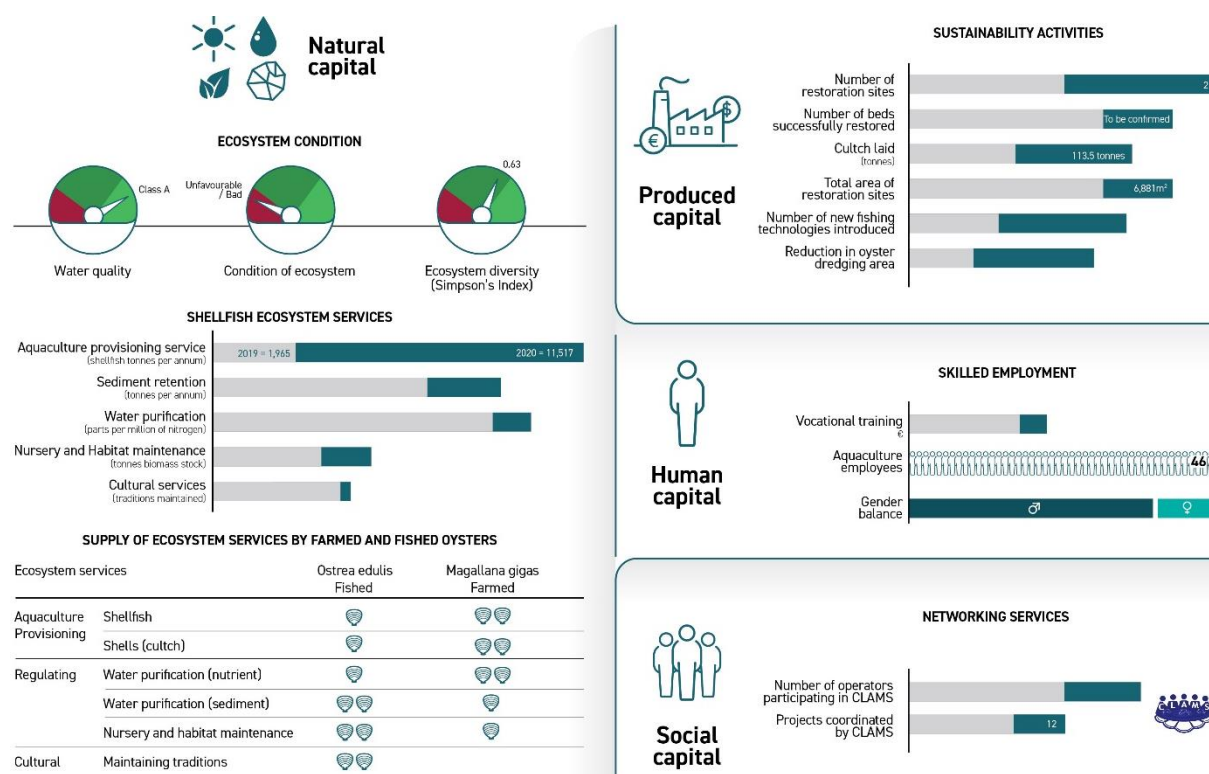 Natural
capital
ECOSYSTEM CONDITION
Class A
Unfavourable
/ Bad
0.63
Water quality
Condition of ecosystem
Ecosystem diversity
(Simpson's Index)
SHELLFISH ECOSYSTEM SERVICES
Aquaculture provisioning service
(shellfish tonnes per annum)
2019 = 1,965
2020 = 11,517
Sediment retention
(tonnes per annum)
Water purification
(parts per million of nitrogen)
Nursery and Habitat maintenance
(tonnes biomass stock)
Cultural services
(traditions maintained)
SUPPLY OF ECOSYSTEM SERVICES BY FARMED AND FISHED OYSTERS
Ecosystem services
Ostrea edulis
Fished
Magallana gigas
Farmed
Aquaculture
Provisioning
Shellfish
Shells (cultch)
Regulating
Water purification (nutrient)
Water purification (sediment)
Nursery and habitat maintenance
Cultural
Maintaining traditions
Produced
capital
SUSTAINABILITY ACTIVITIES
Number of
restoration sites
2
Number of beds
successfully restored
To be confirmed
Cultch laid
(tonnes)
113.5 tonnes
Total area of
restoration sites
6,881m²
Number of new fishing
technologies introduced
Reduction in oyster
dredging area
Human
capital
SKILLED EMPLOYMENT
Vocational training
€
Aquaculture
employees
46
Gender
balance
Social
capital
NETWORKING SERVICES
Number of operators
participating in CLAMS
Projects coordinated
by CLAMS
12
CLAMS